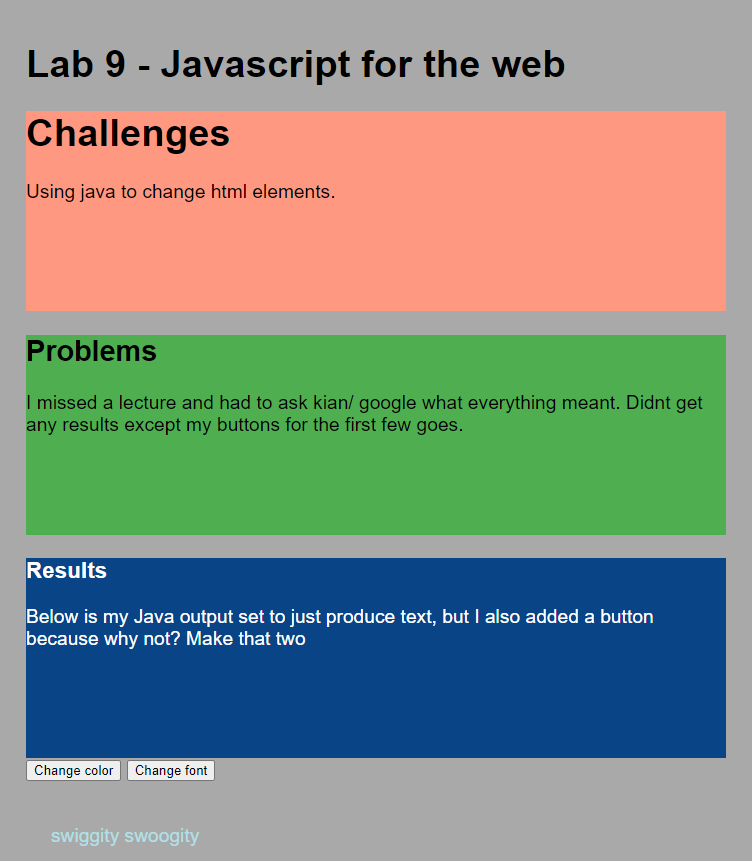 Lab 9 - Javascript for the web
Challenges
Using java to change html elements.
Problems
I missed a lecture and had to ask kian/ google what everything meant. Didnt get
any results except my buttons for the first few goes.
Results
Below is my Java output set to just produce text, but I also added a button
because why not? Make that two
Change color Change font
swiggity swoogity